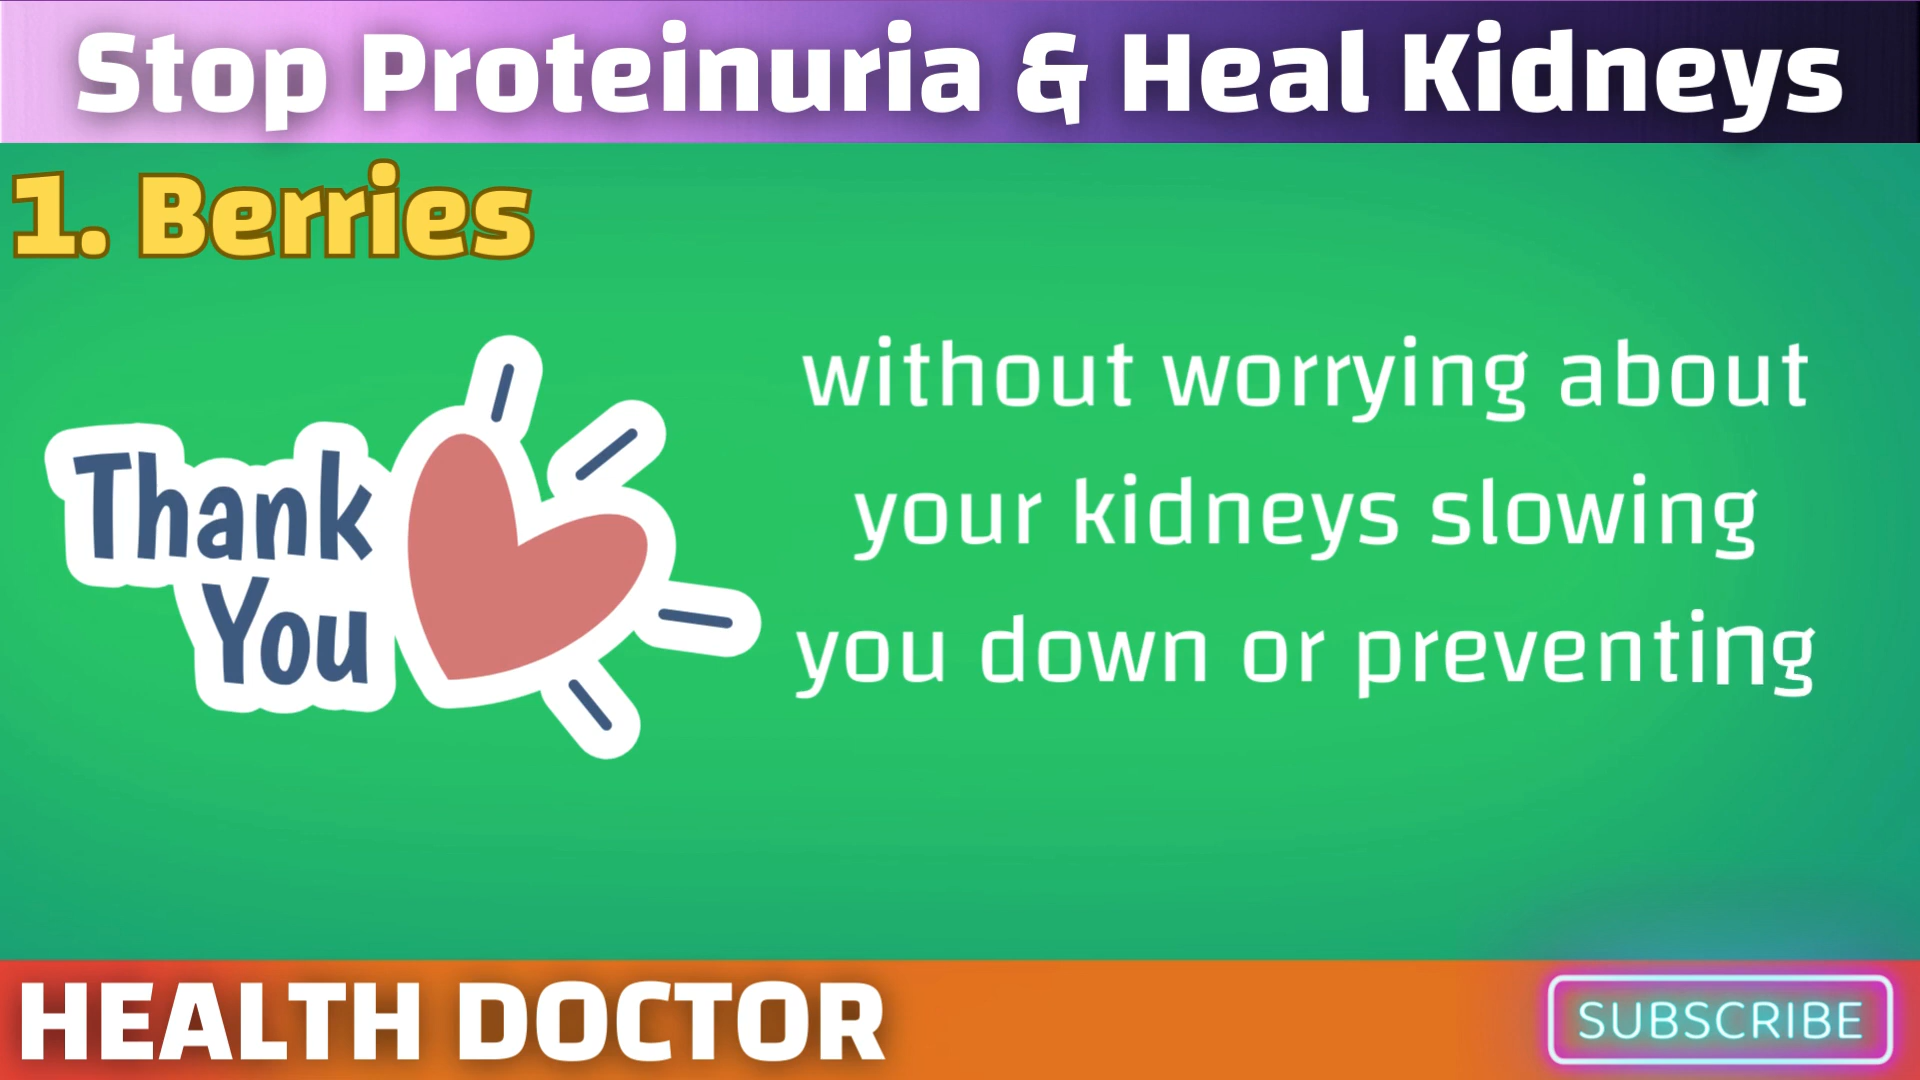 Stop Proteinuria & Heal Kidneys
1. Berries
Thank
You
without worrying about
your kidneys slowing
you down or preventing
HEALTH DOCTOR
SUBSCRIBE